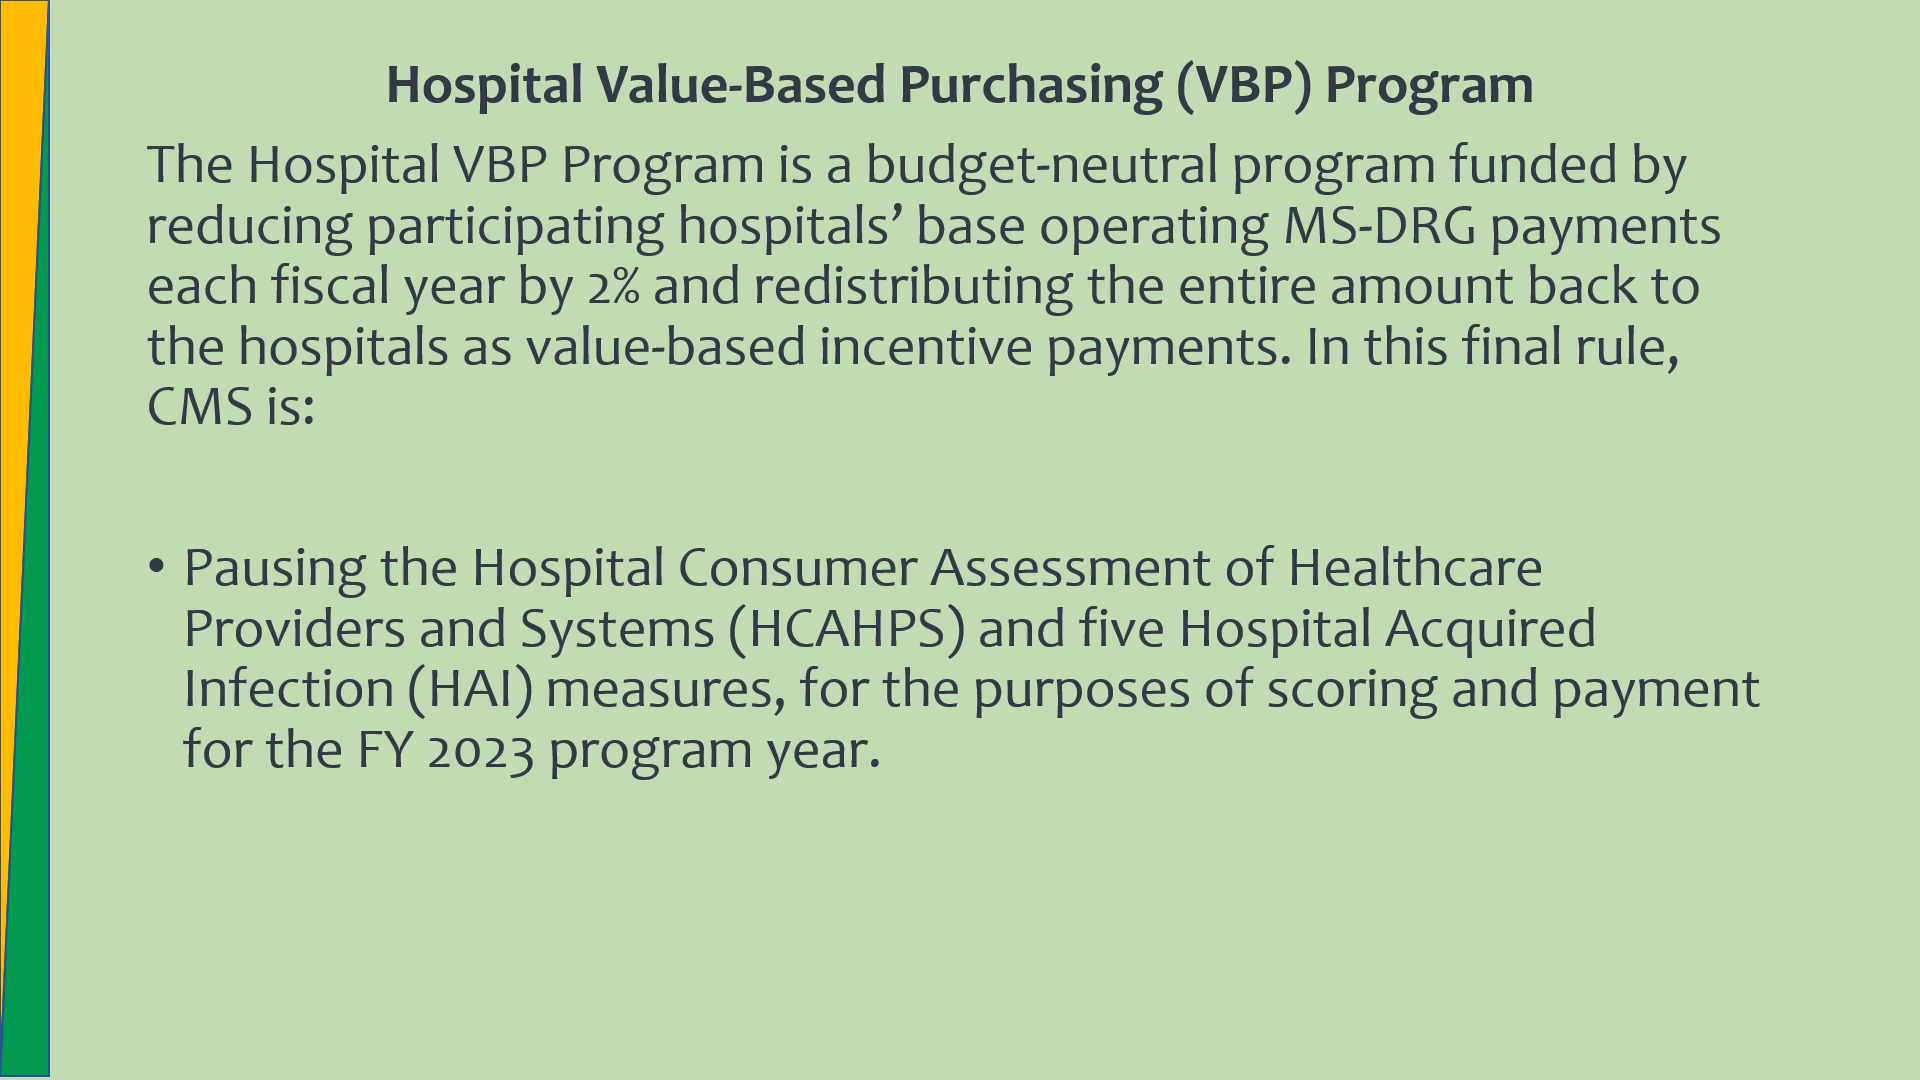 Hospital Value-Based Purchasing (VBP) Program
The Hospital VBP Program is a budget-neutral program funded by
reducing participating hospitals’ base operating MS-DRG payments
each fiscal year by 2% and redistributing the entire amount back to
the hospitals as value-based incentive payments. In this final rule,
CMS is:
• Pausing the Hospital Consumer Assessment of Healthcare
Providers and Systems (HCAHPS) and five Hospital Acquired
Infection (HAI) measures, for the purposes of scoring and payment
for the FY 2023 program year.